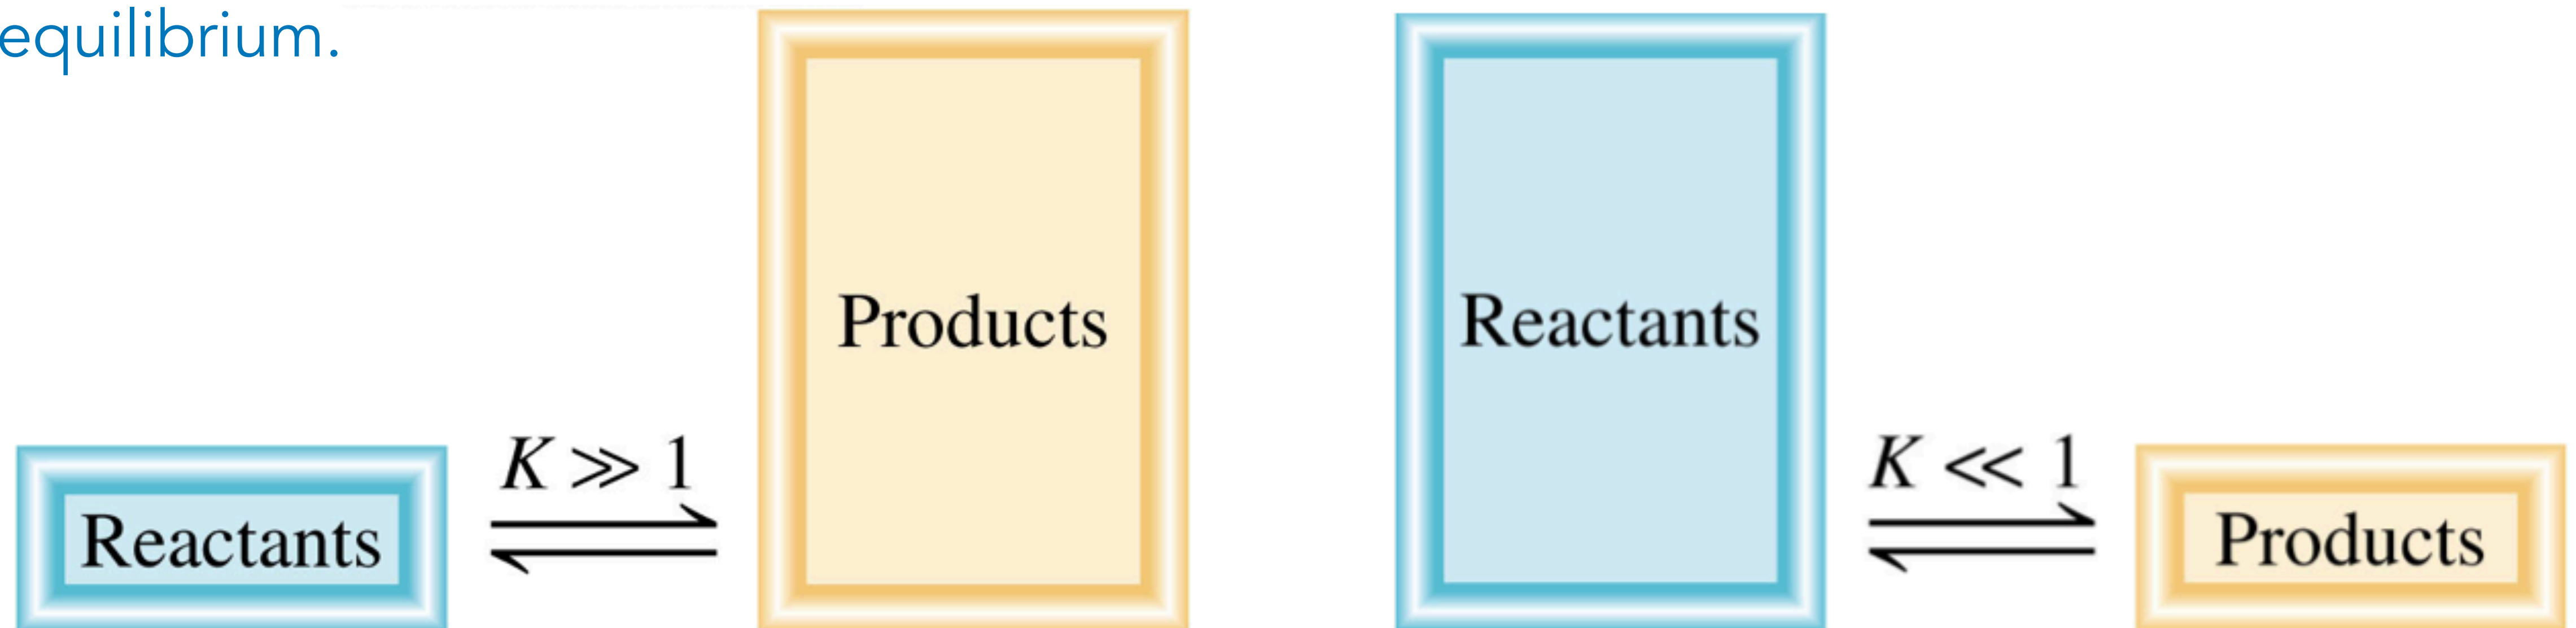 equilibrium.
Reactants
K ≫ 1
Products
Reactants
K ≪ 1
Products